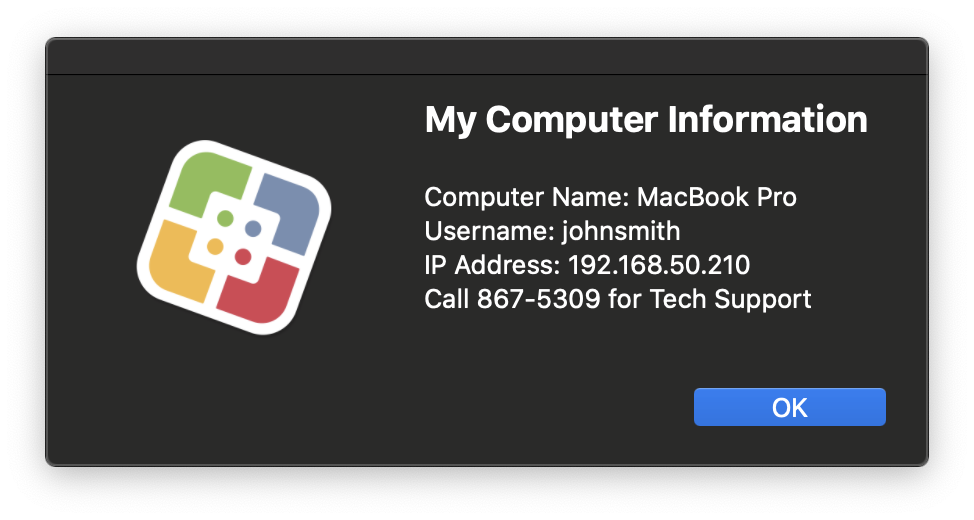 My Computer Information
Computer Name: MacBook Pro
Username: johnsmith
IP Address: 192.168.50.210
Call 867-5309 for Tech Support
OK